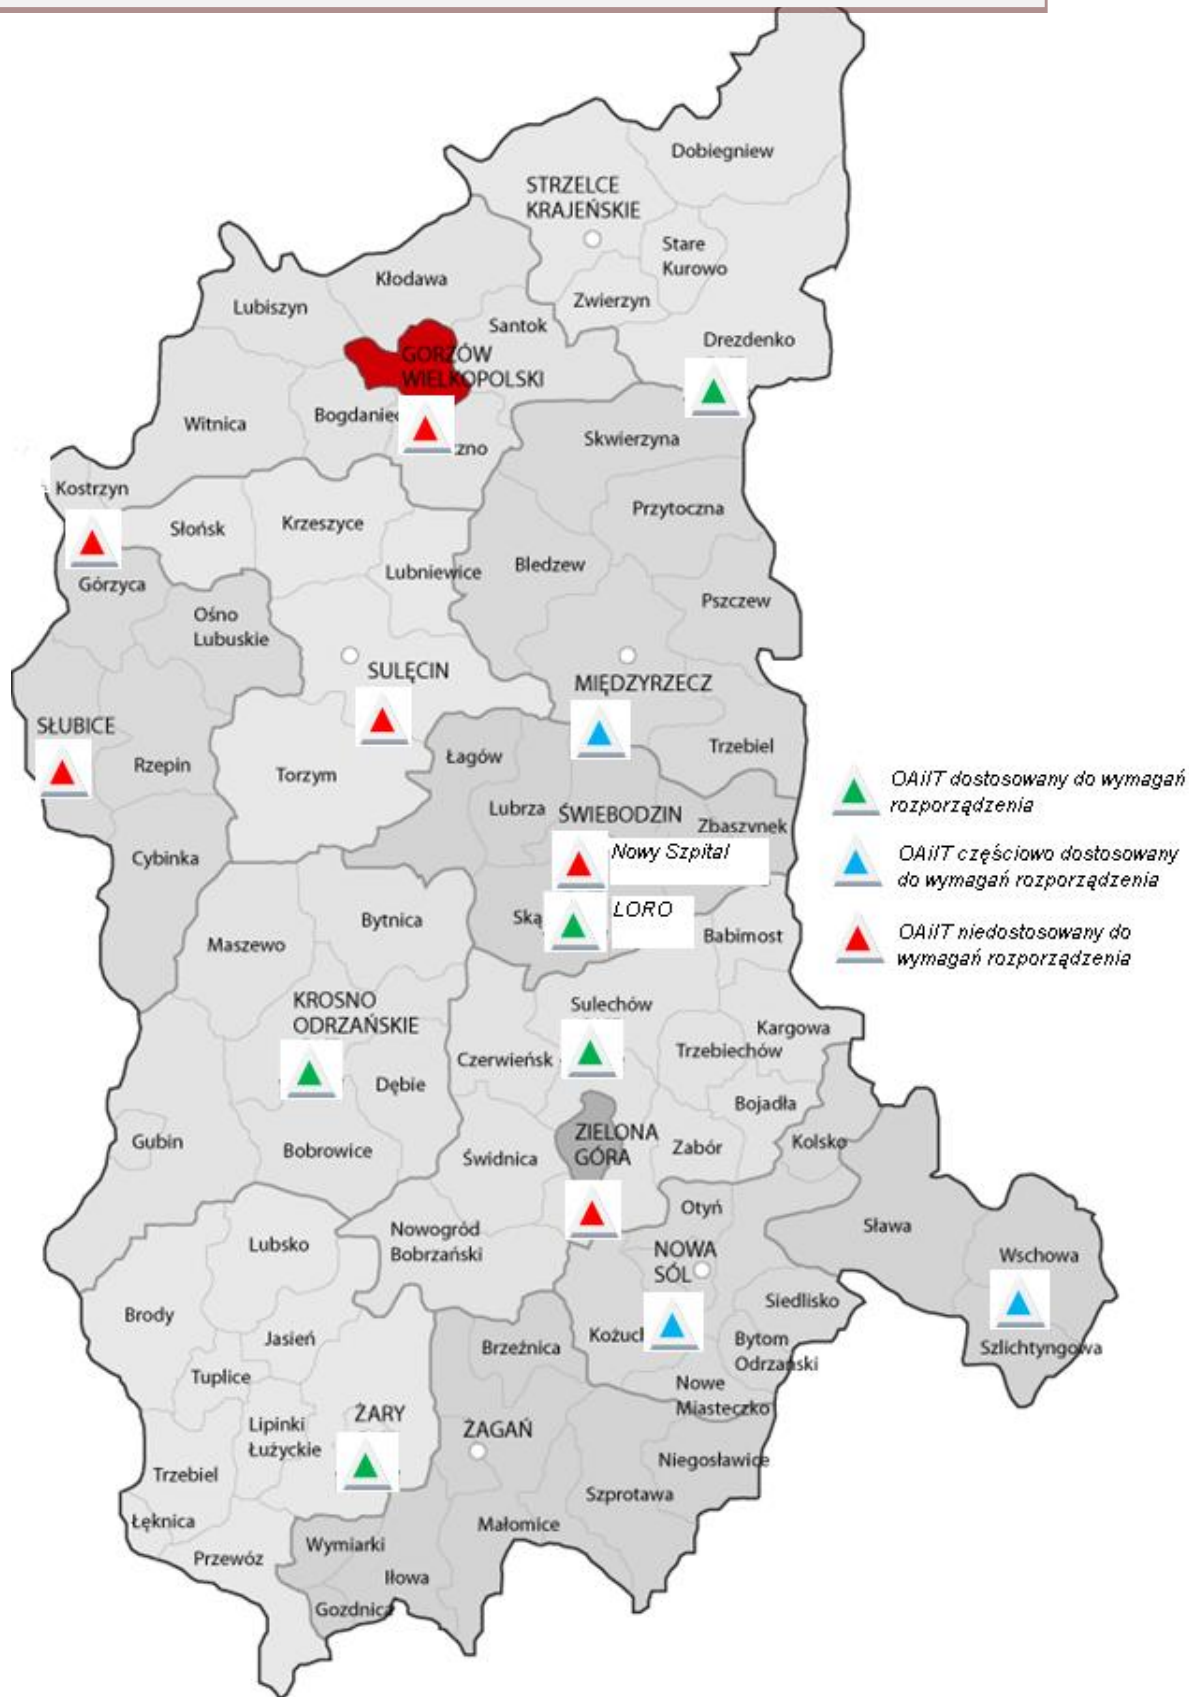 Dobiegniew
STRZELCE
KRAJEŃSKIE
Stare
Kurowo
Kłodawa
Zwierzyn
Lubiszyn
Santok
Drezdenko
GORZÓW
WIELKOPOLSKI
Bogdaniec
Witnica
Skwierzyna
zno
Kostrzyn
Przytoczna
Słońsk
Krzeszyce
Bledzew
Lubniewice
Górzyca
Pszczew
Ośno
Lubuskie
SULĘCIN
MIĘDZYRZECZ
SŁUBICE
Trzebiel
Rzepin
Łagów
Torzym
OAiIT dostosowany do wymagań
rozporządzenia
Lubrza
ŚWIEBODZIN
Zbaszynek
Cybinka
Nowy Szpital
OAiIT częściowo dostosowany
do wymagań rozporządzenia
LORO
Ską
Bytnica
Babimost
Maszewo
OAiIT niedostosowany do
wymagań rozporządzenia
KROSNO
ODRZAŃSKIE
Sulechów
Kargowa
Czerwieńsk
Trzebiechów
Dębie
Bojadła
Gubin
ZIELONA
GÓRA
Kolsko
Bobrowice
Świdnica
Zabór
Otyń
Sława
Nowogród
Bobrzański
Lubsko
NOWA
SÓL
Wschowa
Brody
Siedlisko
Jasień
Kożuch
Bytom
Odrzański
Brzeźnica
Szlichtyngowa
Tuplice
Nowe
Miasteczko
ŻARY
Lipinki
Łużyckie
ŻAGAŃ
Niegosławice
Trzebiel
Szprotawa
Łęknica
Małomice
Wymiarki
Przewóz
Iłowa
Gozdnica